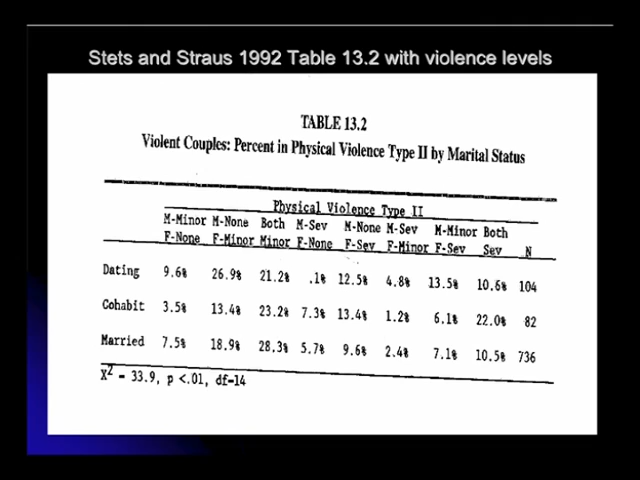 Stets and Straus 1992 Table 13.2 with violence levels
TABLE 13.2
Violent Couples: Percent in Physical Violence Type II by Marital Status
Physical Violence Type II
M-Minor M-None Both M-Sev M-None M-Sev M-Minor Both
F-None F-Minor Minor F-None F-Sev F-Minor F-Sev Sev N
Dating 9.6% 26.9% 21.2% .1% 12.5% 4.8% 13.5% 10.6% 104
Cohabit 3.5% 13.4% 23.2% 7.3% 13.4% 1.2% 6.1% 22.0% 82
Married 7.5% 18.9% 28.3% 5.7% 9.6% 2.4% 7.1% 10.5% 736
X2 = 33.9, p <.01, df=14